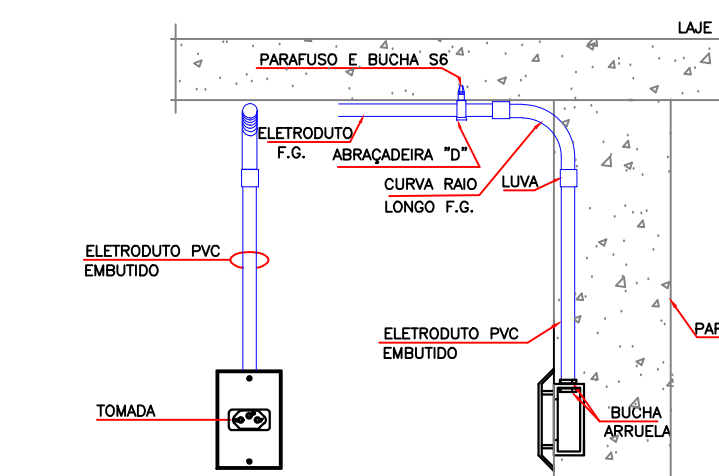 LAJE
PARAFUSO E BUCHA S6
ELETRODUTO
F.G.
ABRAÇADEIRA "D"
CURVA RAIO
LONGO F.G.
LUVA
ELETRODUTO PVC
EMBUTIDO
ELETRODUTO PVC
EMBUTIDO
PAR
TOMADA
BUCHA
ARRUELA